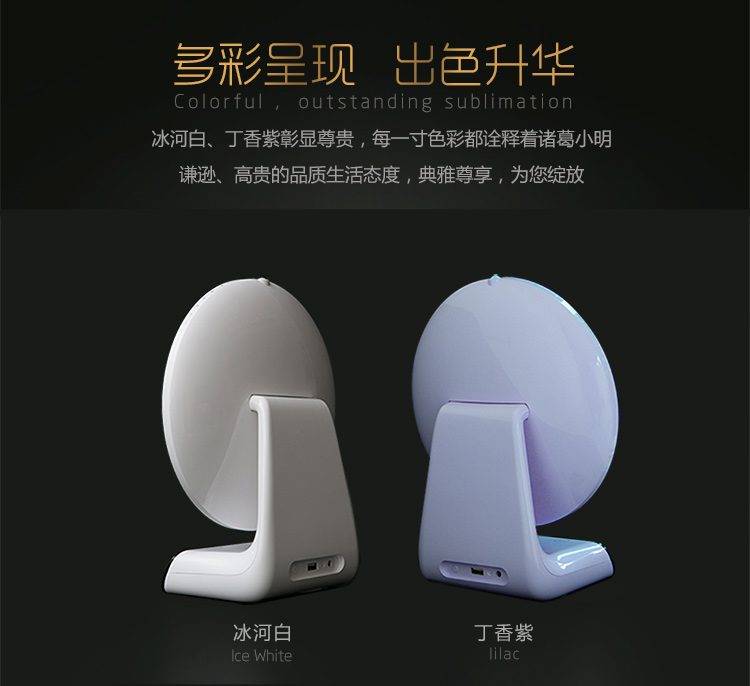 多彩呈现 出色升华
Colorful , outstanding sublimation
冰河白、丁香紫彰显尊贵，每一寸色彩都诠释着诸葛小明
谦逊、高贵的品质生活态度，典雅尊享，为您绽放
冰河白 丁香紫
Ice White lilac